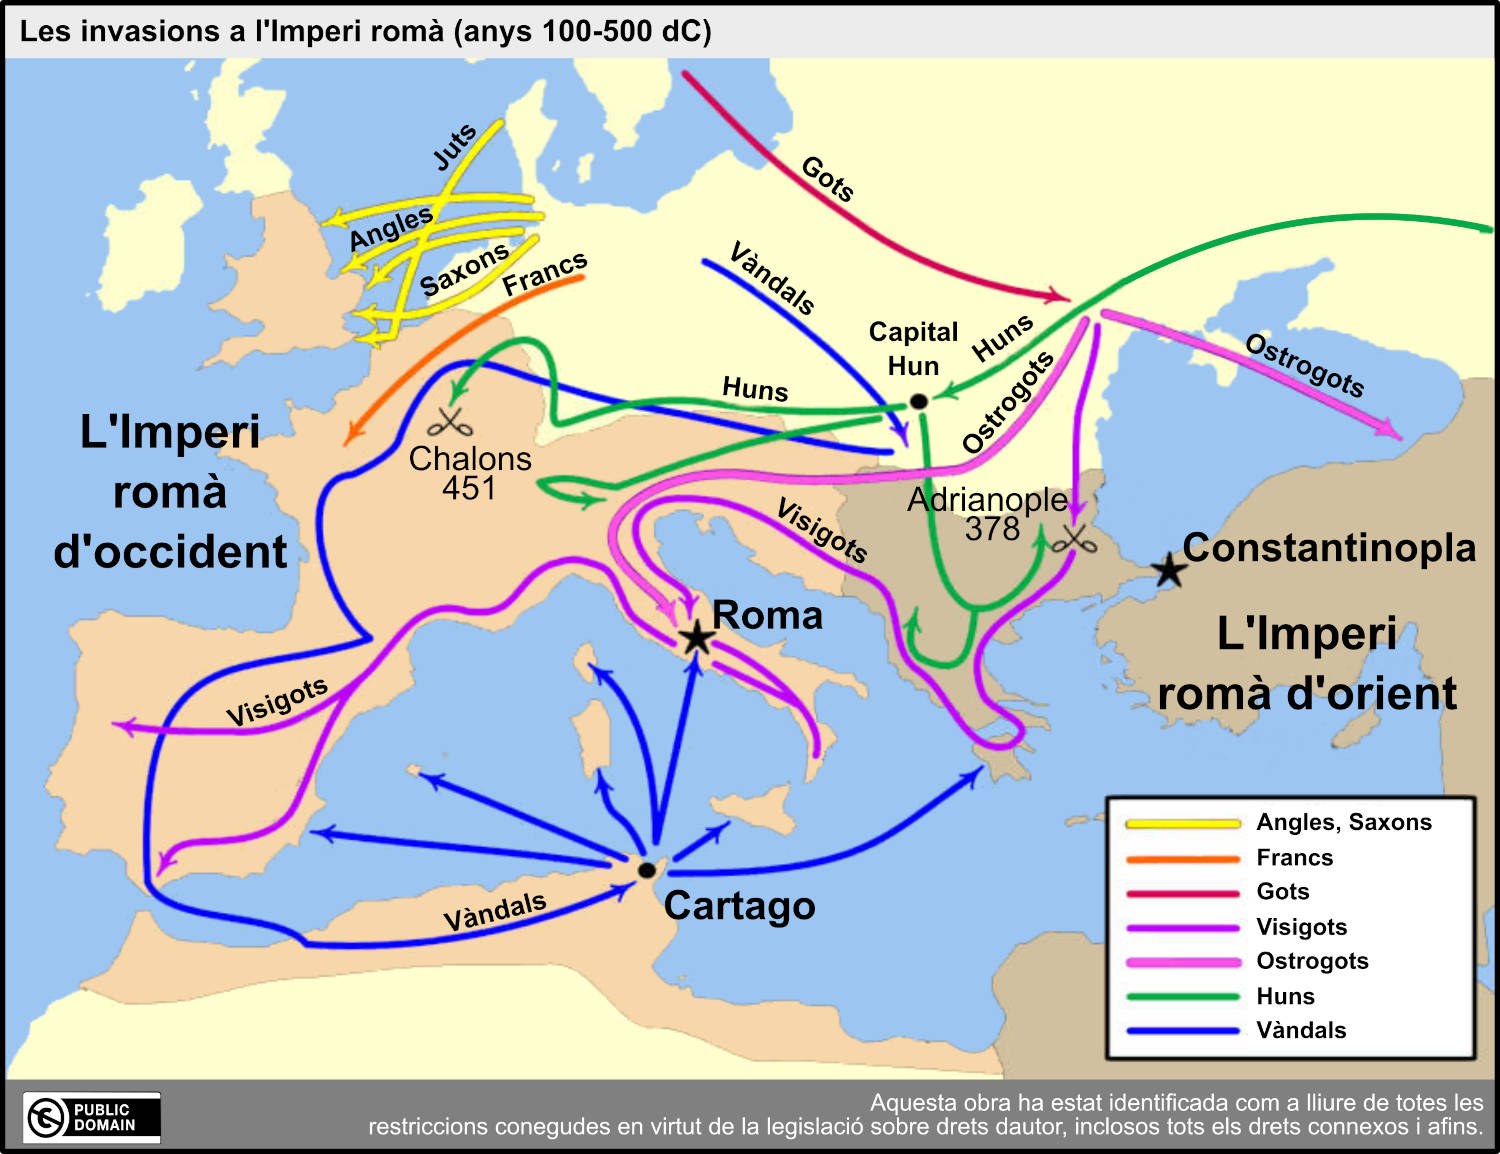 Les invasions a l'Imperi romà (anys 100-500 dC)
Juts
Angles
Saxons
Francs
Gots
Vàndals
Capital
Hun
Huns
Ostrogots
Ostrogots
Huns
L'Imperi
romà
d'occident
Chalons
451
Adrianople
378
Visigots
Constantinopla
Roma
L'Imperi
romà d'orient
Visigots
Vàndals
Cartago
Angles, Saxons
Francs
Gots
Visigots
Ostrogots
Huns
Vàndals
PUBLIC
DOMAIN
Aquesta obra ha estat identificada com a lliure de totes les
restriccions conegudes en virtut de la legislació sobre drets dautor, inclosos tots els drets connexos i afins.